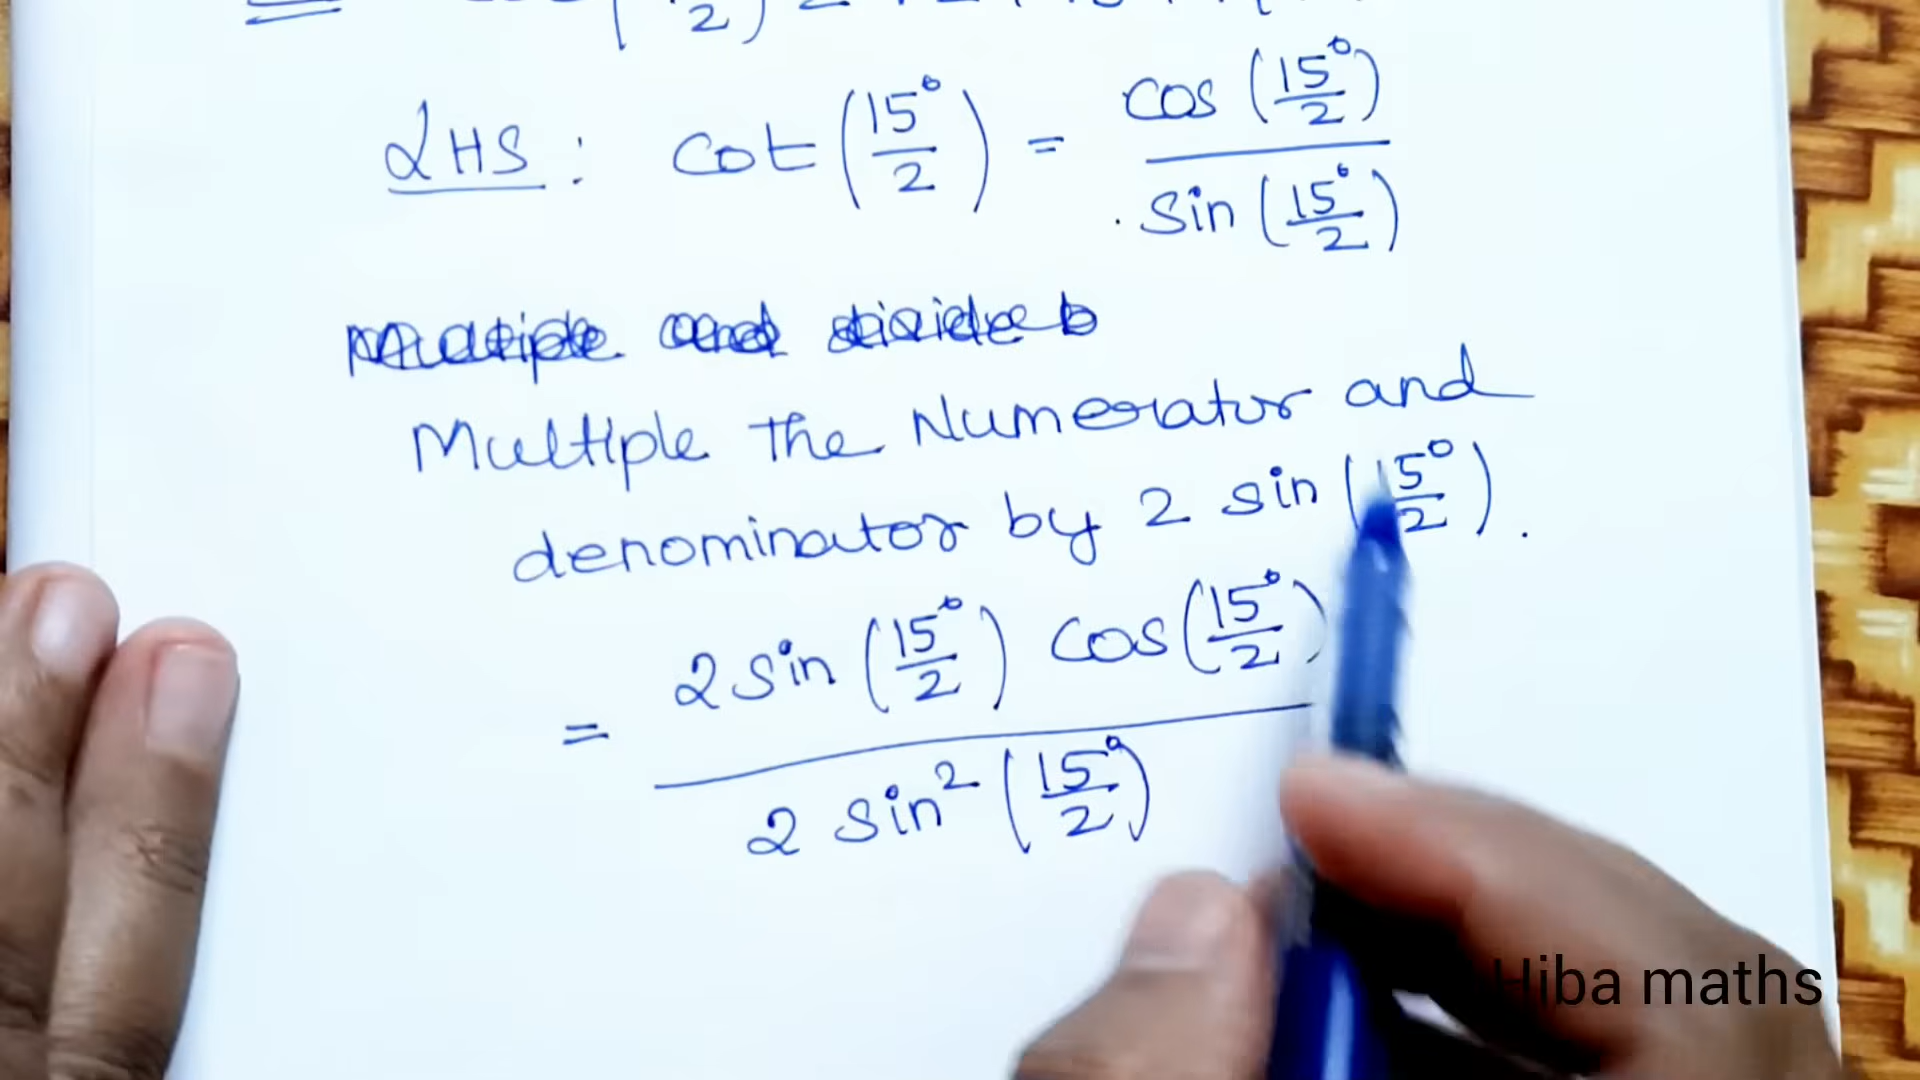 LHS : cot (15°/2) = cos (15°/2) / sin (15°/2)
Multiple the Numerator and
denominator by 2 sin (15°/2).
= 2 sin (15°/2) cos (15°/2) / 2 sin² (15°/2)
Hiba maths